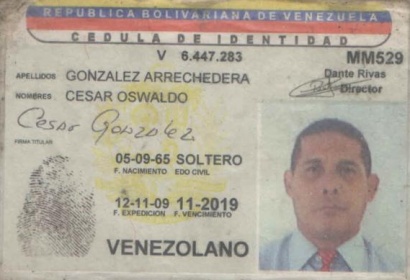 REPÚBLICA BOLIVARIANA DE VENEZUELA
CEDULA DE IDENTIDAD
V 6.447.283 MM529
APELLIDOS GONZALEZ ARRECHEDERA Dante Rivas
NOMBRES CESAR OSWALDO Director
Cesar Gonzalez
FIRMA TITULAR
05-09-65 SOLTERO
F. NACIMIENTO EDO CIVIL
12-11-09 11-2019
F. EXPEDICION F. VENCIMIENTO
VENEZOLANO